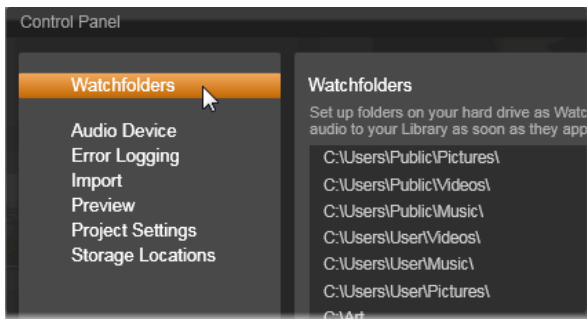 Control Panel
Watchfolders
Audio Device
Error Logging
Import
Preview
Project Settings
Storage Locations
Watchfolders
Set up folders on your hard drive as Watc
audio to your Library as soon as they app
C:\Users\Public\Pictures\
C:\Users\Public\Videos\
C:\Users\Public\Music\
C:\Users\User\Videos\
C:\Users\User\Music\
C:\Users\User\Pictures\
C:\Art